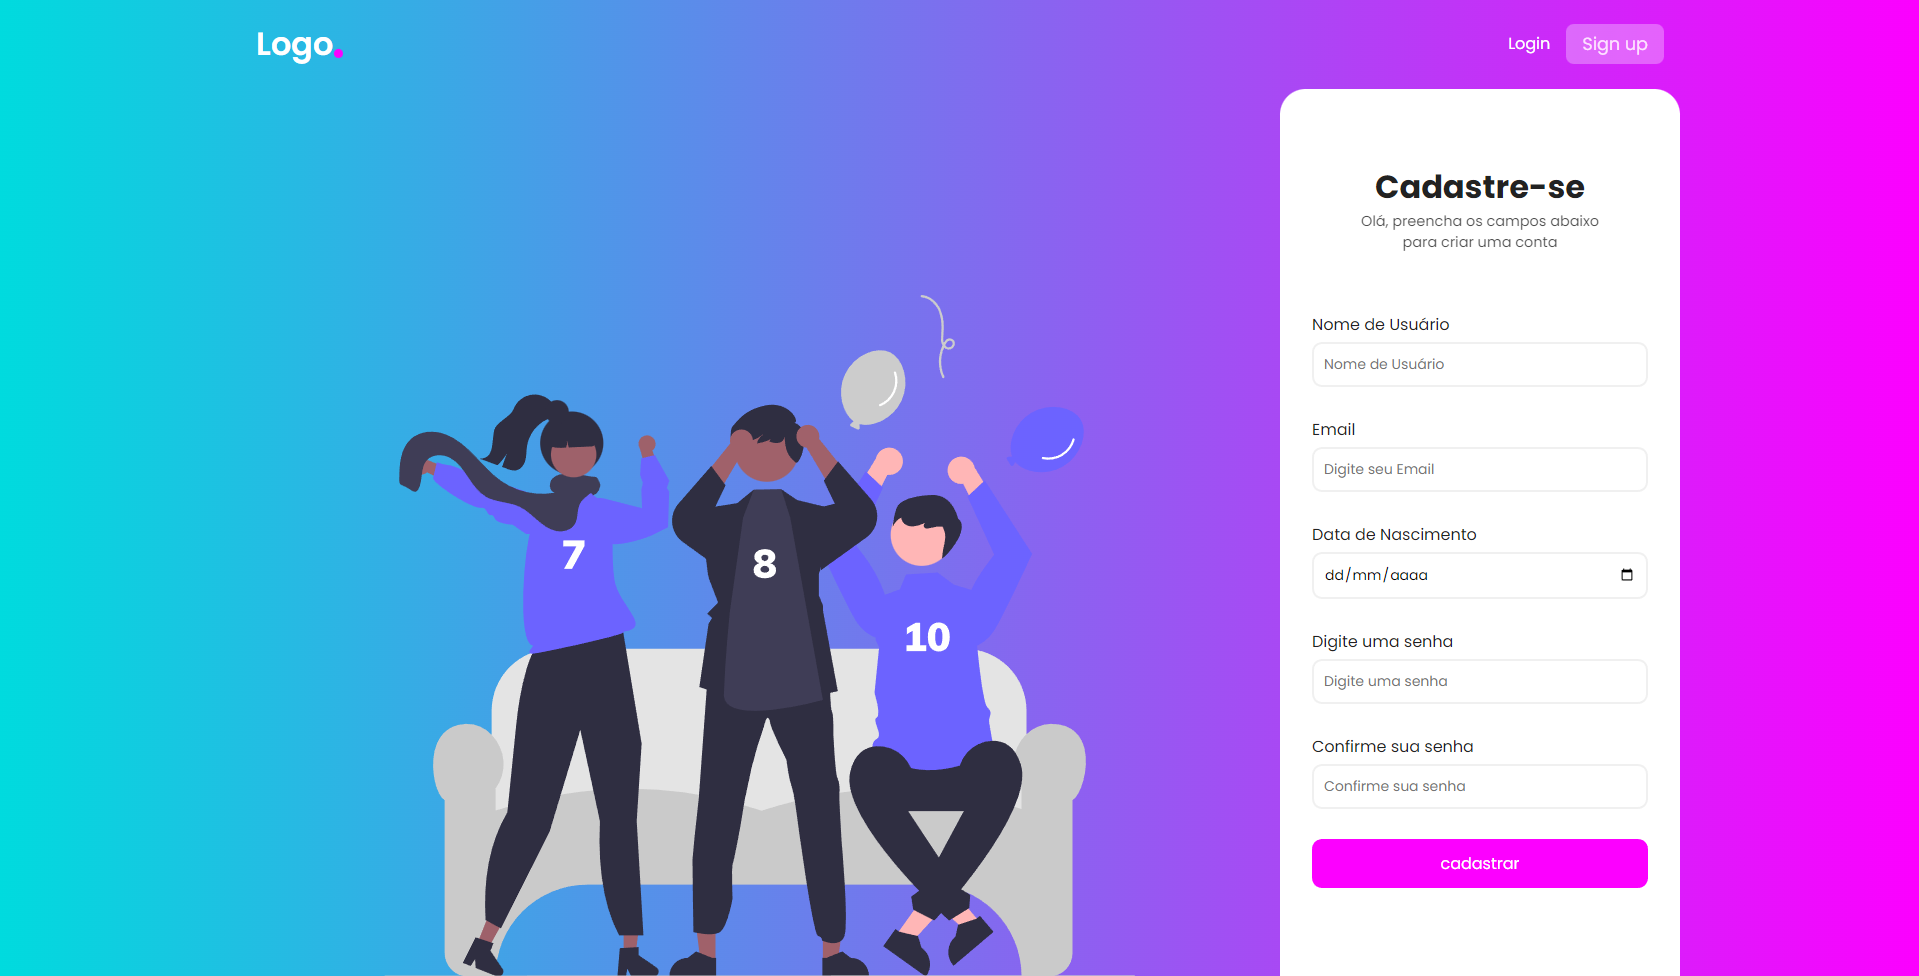 Logo.
Login
Sign up
Cadastre-se
Olá, preencha os campos abaixo
para criar uma conta
Nome de Usuário
Nome de Usuário
Email
Digite seu Email
Data de Nascimento
dd/mm/aaaa
Digite uma senha
Digite uma senha
Confirme sua senha
Confirme sua senha
cadastrar
7
8
10